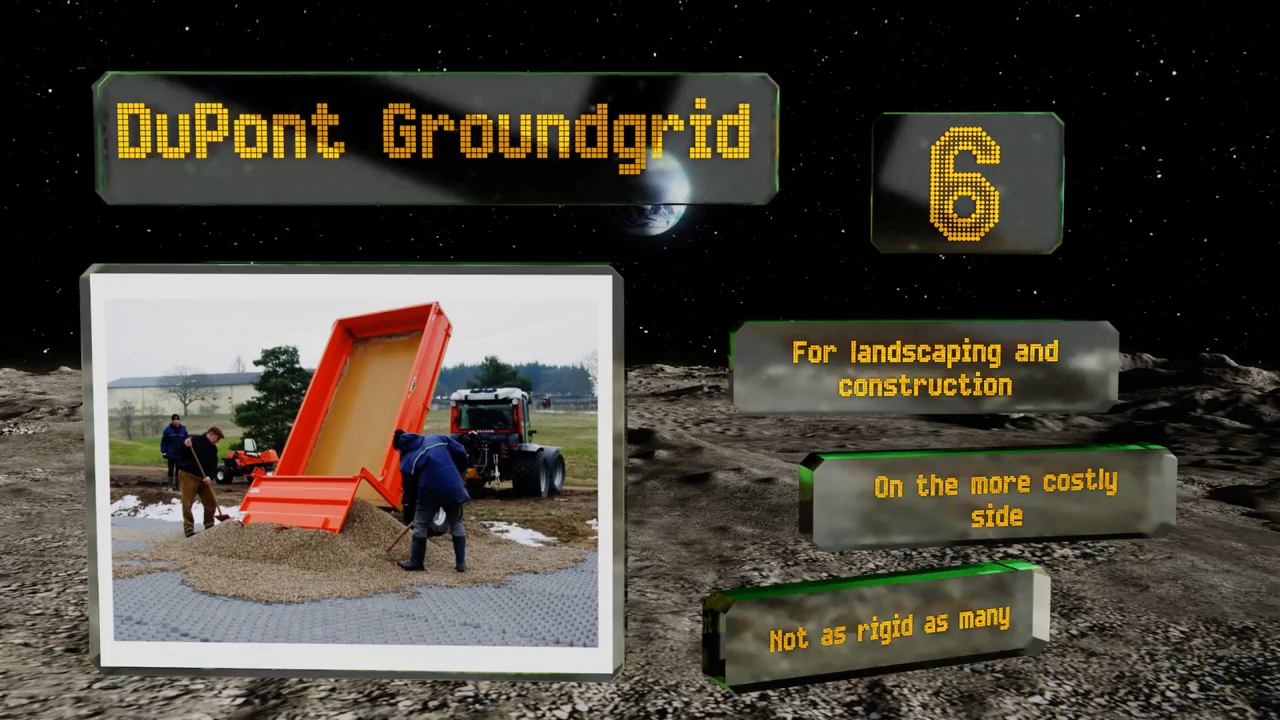 DuPont Groundgrid
6
For landscaping and
construction
On the more costly
side
Not as rigid as many